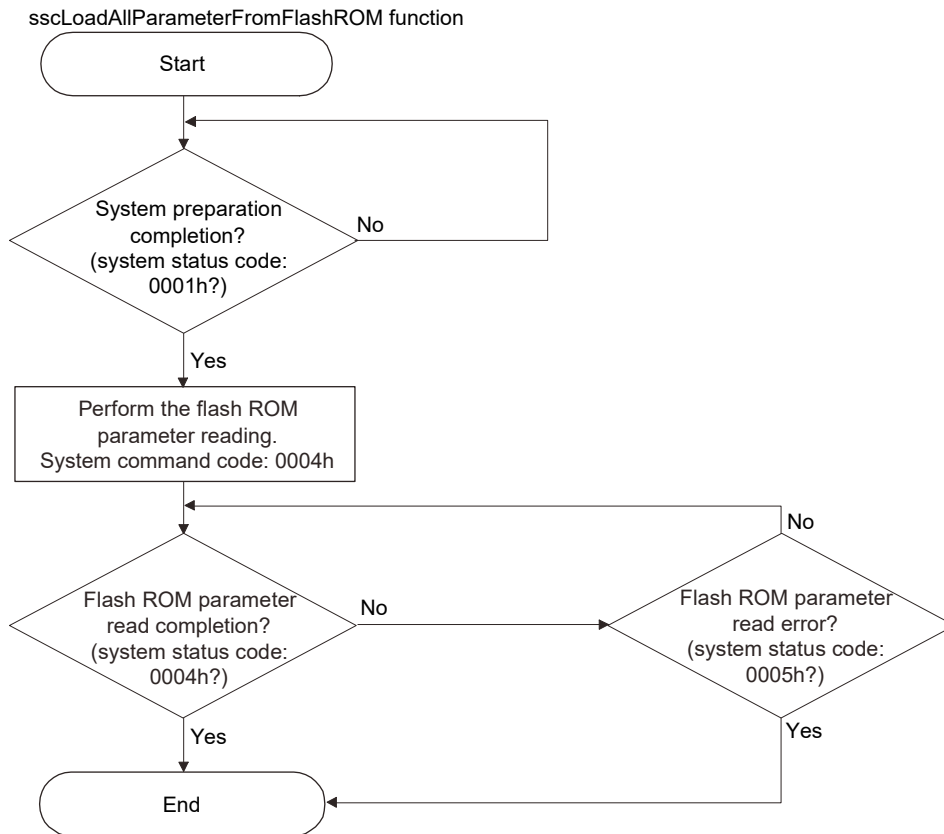 sscLoadAllParameterFromFlashROM function
Start
System preparation
completion?
(system status code:
0001h?)
No
Yes
Perform the flash ROM
parameter reading.
System command code: 0004h
Flash ROM parameter
read completion?
(system status code:
0004h?)
No
Yes
Flash ROM parameter
read error?
(system status code:
0005h?)
No
Yes
End